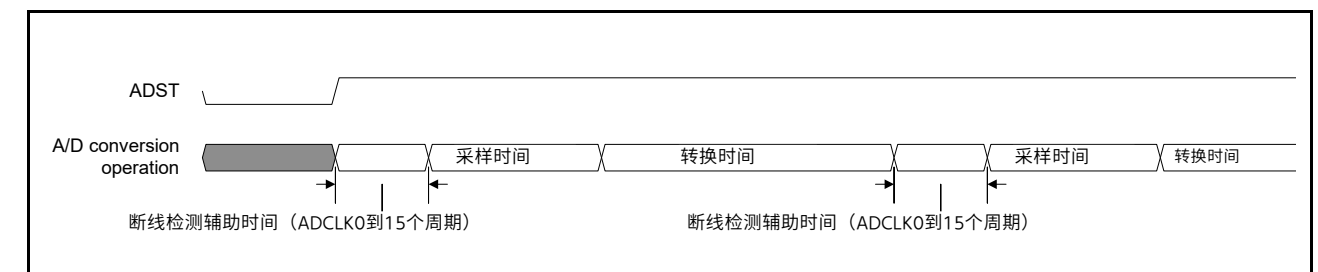 ADST
A/D conversion
operation
采样时间
转换时间
采样时间
转换时间
断线检测辅助时间（ADCLK0到15个周期）
断线检测辅助时间（ADCLK0到15个周期）